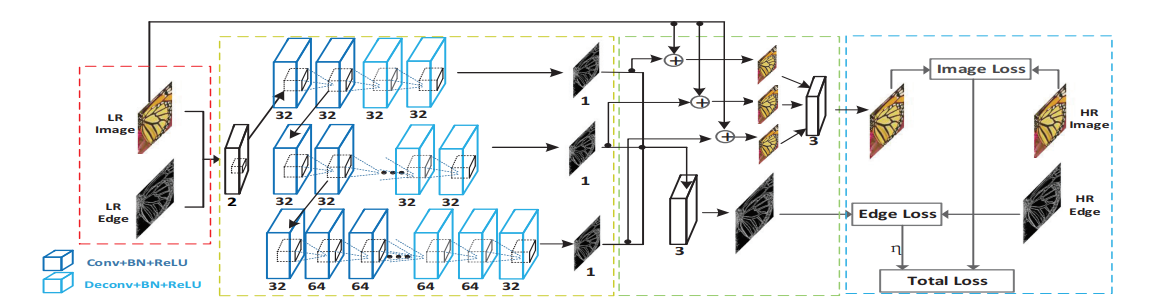 LR
Image
LR
Edge
2
32 32 32 32
1
32 32 32 32
1
32 64 64 64 64 32
1
Conv+BN+ReLU
Deconv+BN+ReLU
+
+
+
3
3
Image Loss
HR
Image
HR
Edge
Edge Loss
η
Total Loss